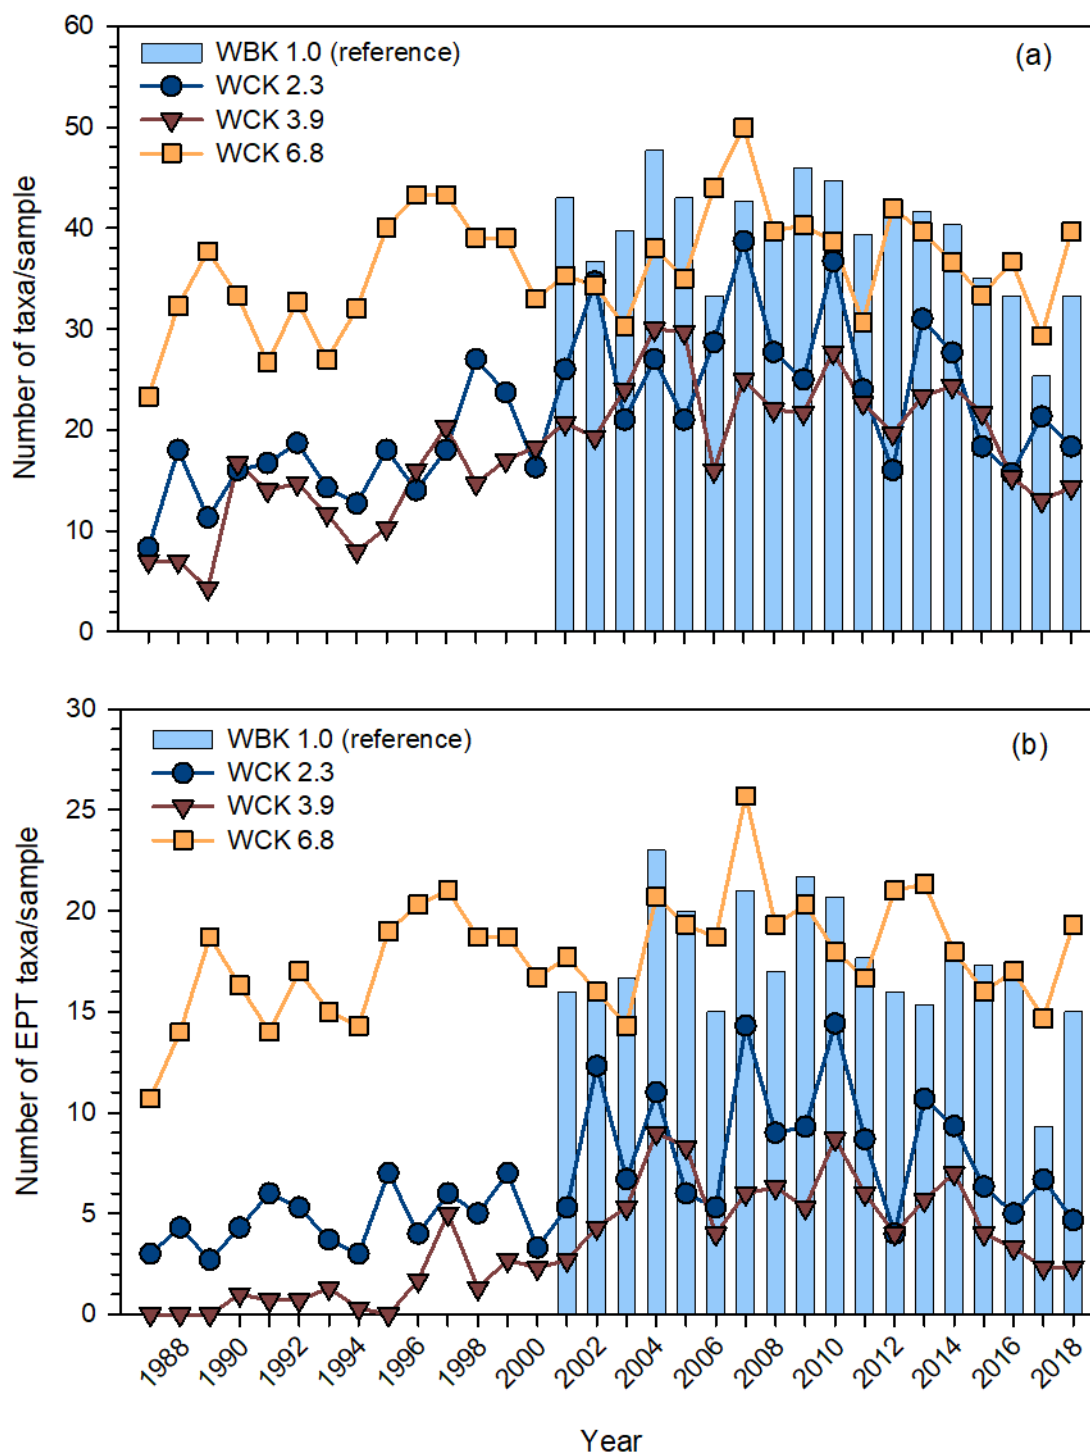 (a)
WBK 1.0 (reference)
WCK 2.3
WCK 3.9
WCK 6.8
Number of taxa/sample
60
50
40
30
20
10
0
(b)
WBK 1.0 (reference)
WCK 2.3
WCK 3.9
WCK 6.8
Number of EPT taxa/sample
30
25
20
15
10
5
0
1988 1990 1992 1994 1996 1998 2000 2002 2004 2006 2008 2010 2012 2014 2016 2018
Year